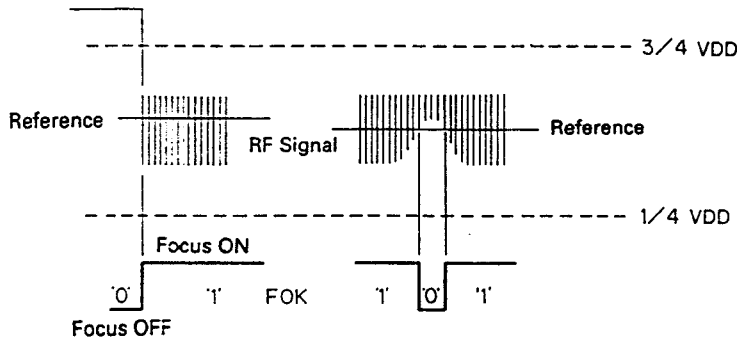 3/4 VDD
Reference
RF Signal
Reference
1/4 VDD
Focus ON
'0' '1' FOK '1' '0' '1'
Focus OFF